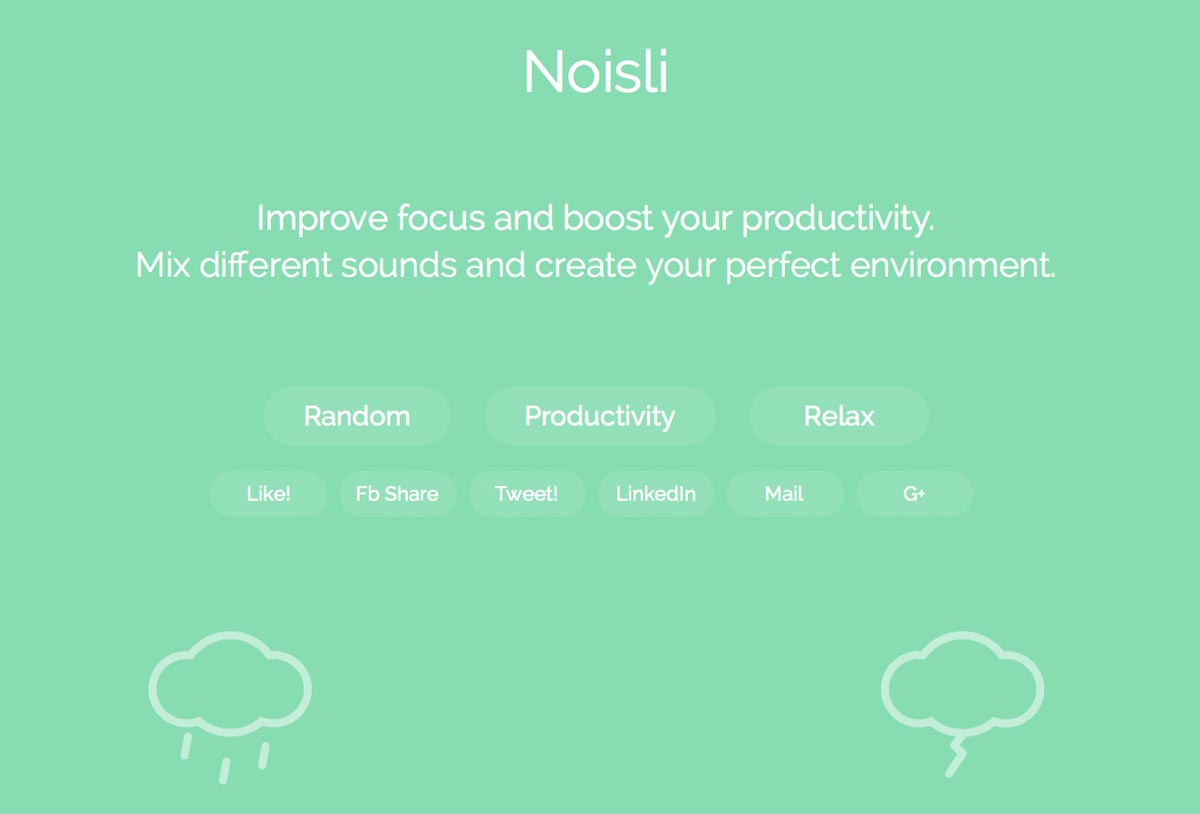 Noisli
Improve focus and boost your productivity.
Mix different sounds and create your perfect environment.
Random Productivity Relax
Like! Fb Share Tweet! LinkedIn Mail G+